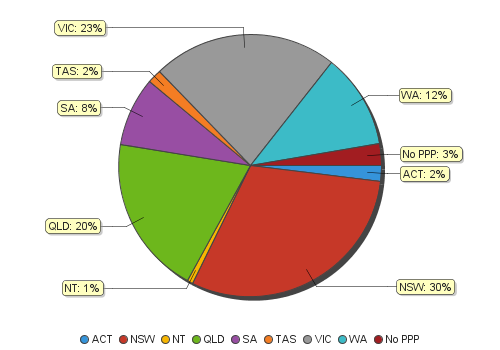 VIC: 23%
TAS: 2%
WA: 12%
SA: 8%
No PPP: 3%
ACT: 2%
QLD: 20%
NT: 1%
NSW: 30%
ACT NSW NT QLD SA TAS VIC WA No PPP